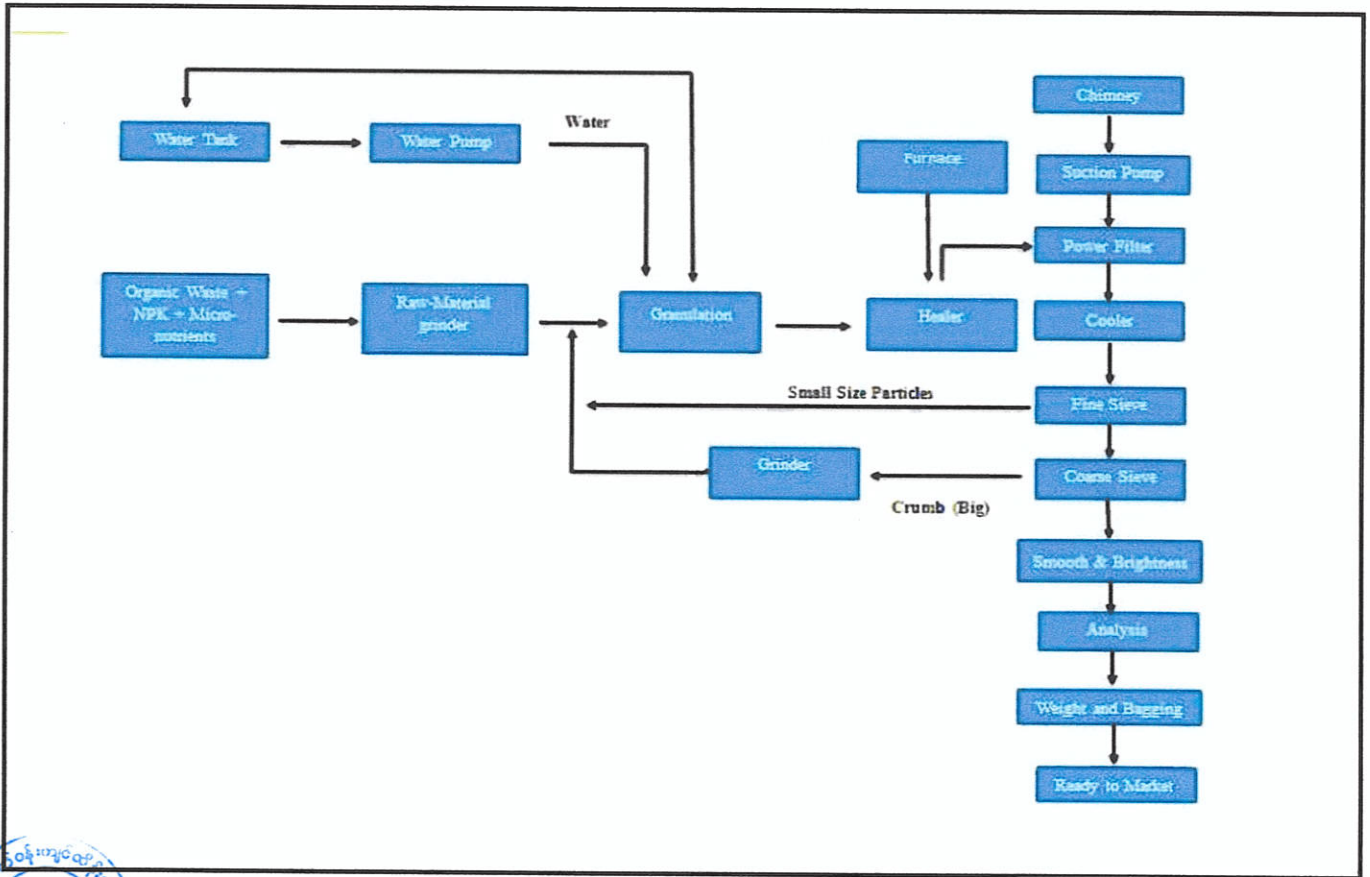 Chimney
Water
Water Tank
Water Pump
Furnace
Suction Pump
Power Filter
Organic Waste +
NPK + Micro-
nutrients
Raw-Material
grinder
Granulation
Healer
Cooler
Small Size Particles
Fine Sieve
Grinder
Coarse Sieve
Crumb (Big)
Smooth & Brightness
Analysis
Weight and Bagging
Ready to Market